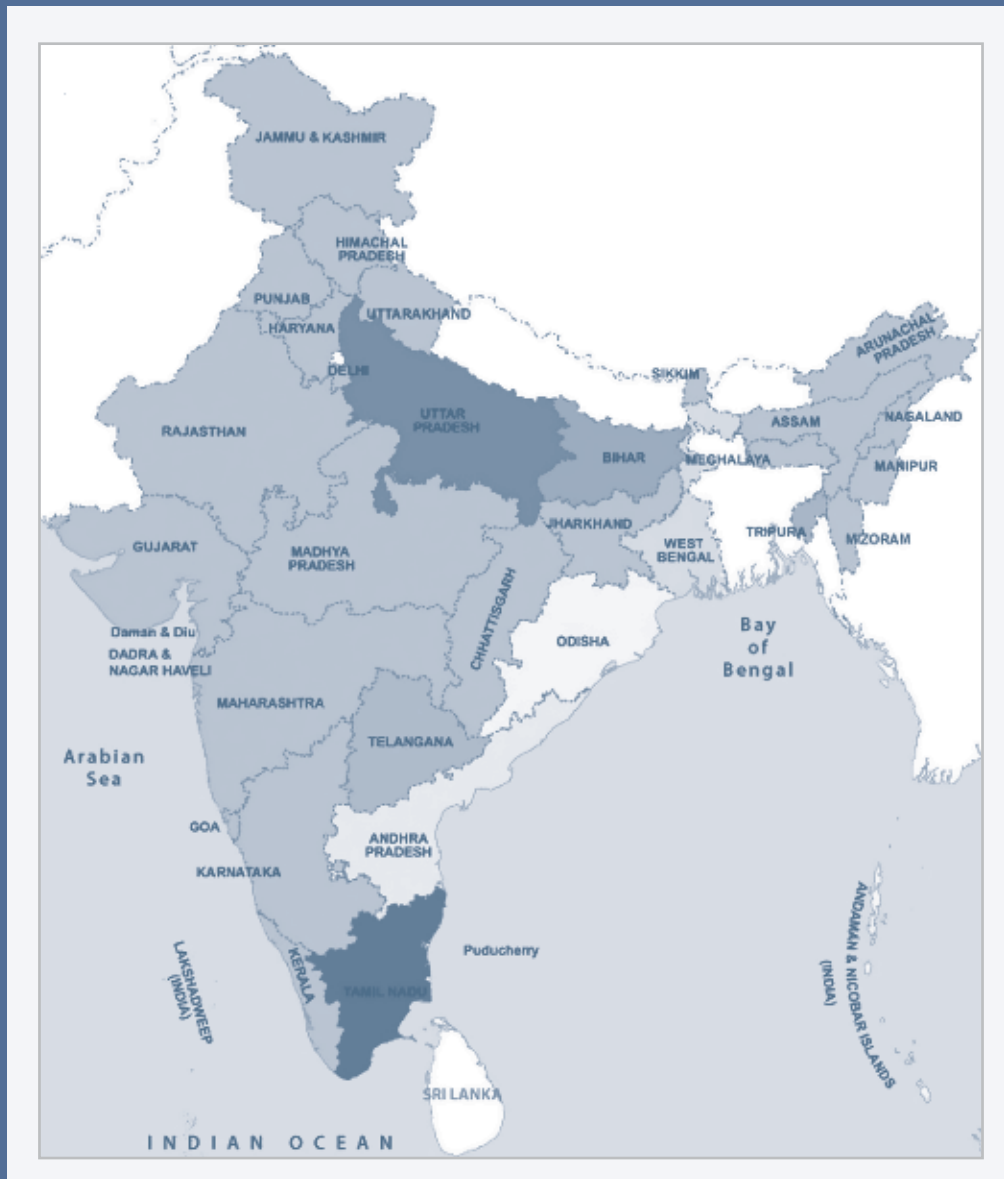 JAMMU & KASHMIR
HIMACHAL
PRADESH
PUNJAB
UTTARAKHAND
HARYANA
DELHI
UTTAR
PRADESH
RAJASTHAN
ARUNACHAL
PRADESH
SIKKIM
ASSAM
NAGALAND
BIHAR
MEGHALAYA
MANIPUR
JHARKHAND
TRIPURA
MIZORAM
WEST
BENGAL
GUJARAT
MADHYA
PRADESH
CHHATTISGARH
Daman & Diu
DADRA &
NAGAR HAVELI
ODISHA
Bay
of
Bengal
MAHARASHTRA
TELANGANA
Arabian
Sea
GOA
ANDHRA
PRADESH
KARNATAKA
LAKSHADWEEP
(INDIA)
KERALA
TAMIL NADU
Puducherry
ANDAMAN & NICOBAR ISLANDS
(INDIA)
SRI LANKA
INDIAN OCEAN